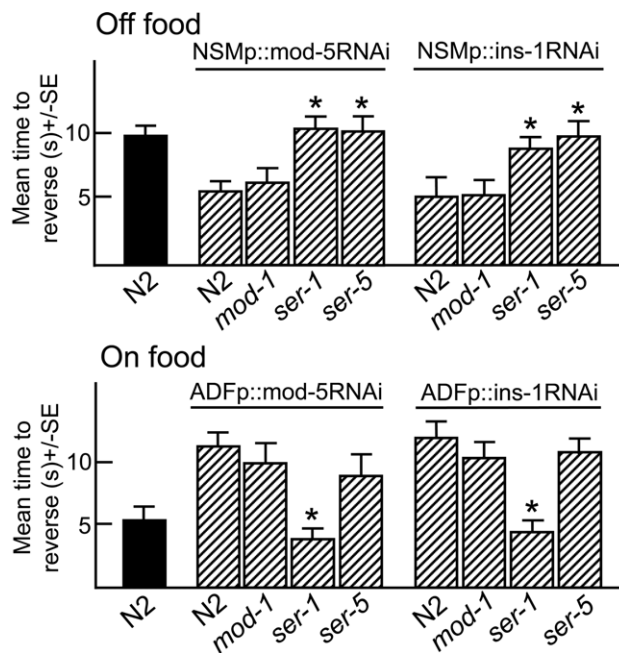 Off food
NSMp::mod-5RNAi NSMp::ins-1RNAi
* * * *
Mean time to
reverse (s)+/-SE
10
5
N2 N2 mod-1 ser-1 ser-5 N2 mod-1 ser-1 ser-5
On food
ADFp::mod-5RNAi ADFp::ins-1RNAi
* *
Mean time to
reverse (s)+/-SE
10
5
N2 N2 mod-1 ser-1 ser-5 N2 mod-1 ser-1 ser-5